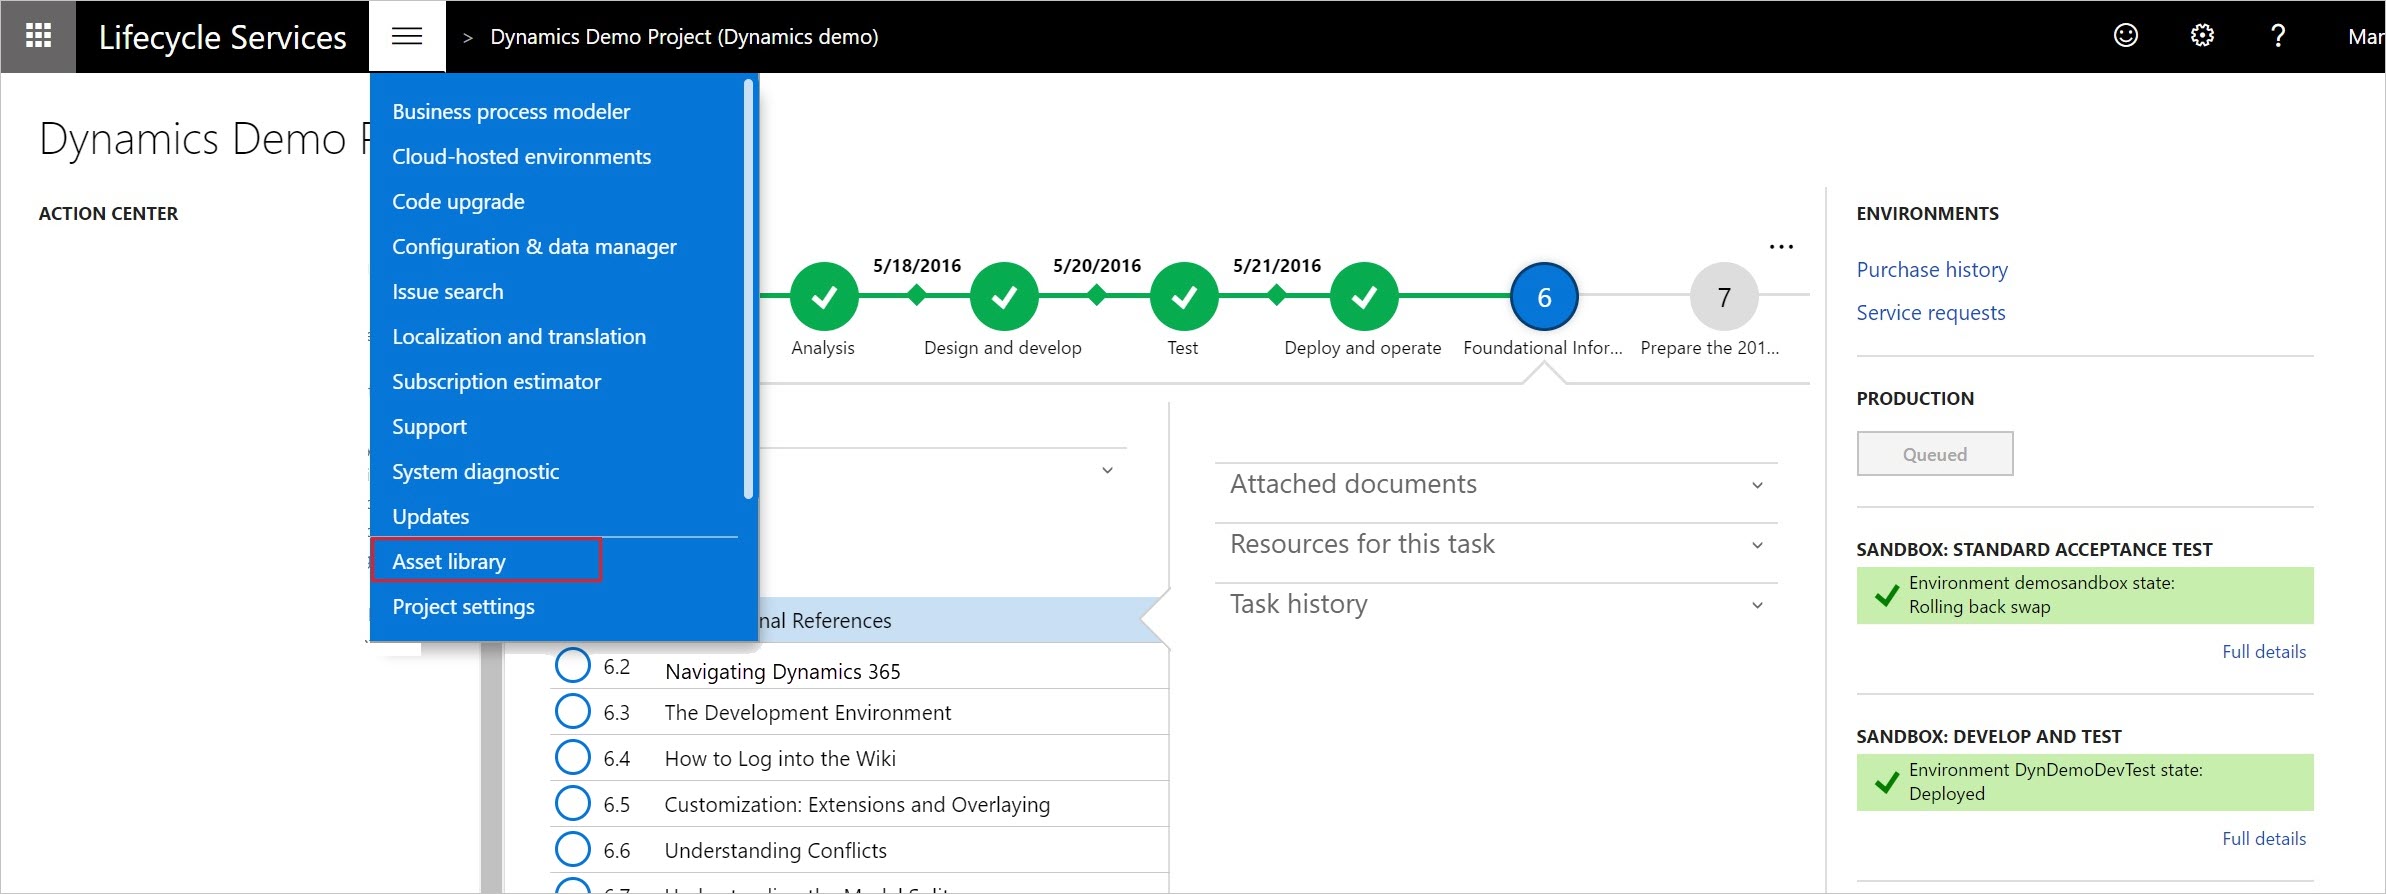 Lifecycle Services
> Dynamics Demo Project (Dynamics demo)
?
Mar
Dynamics Demo
ACTION CENTER
Business process modeler
Cloud-hosted environments
Code upgrade
Configuration & data manager
Issue search
Localization and translation
Subscription estimator
Support
System diagnostic
Updates
Asset library
Project settings
...
5/18/2016
5/20/2016
5/21/2016
6
7
Analysis
Design and develop
Test
Deploy and operate
Foundational Infor...
Prepare the 201...
nal References
6.2 Navigating Dynamics 365
6.3 The Development Environment
6.4 How to Log into the Wiki
6.5 Customization: Extensions and Overlaying
6.6 Understanding Conflicts
Attached documents
Resources for this task
Task history
ENVIRONMENTS
Purchase history
Service requests
PRODUCTION
Queued
SANDBOX: STANDARD ACCEPTANCE TEST
Environment demosandbox state:
Rolling back swap
Full details
SANDBOX: DEVELOP AND TEST
Environment DynDemoDevTest state:
Deployed
Full details